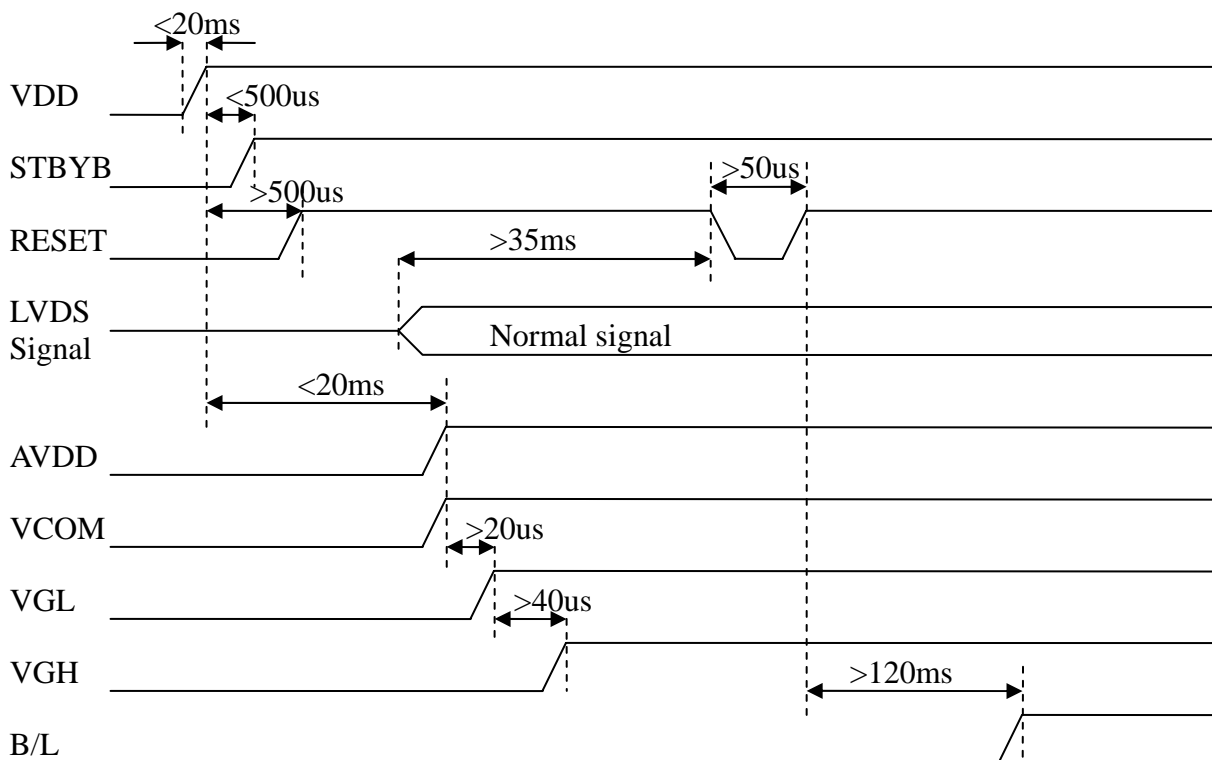 <20ms
VDD
<500us
STBYB
>500us
>50us
RESET
>35ms
LVDS
Signal
Normal signal
<20ms
AVDD
VCOM
>20us
VGL
>40us
VGH
>120ms
B/L